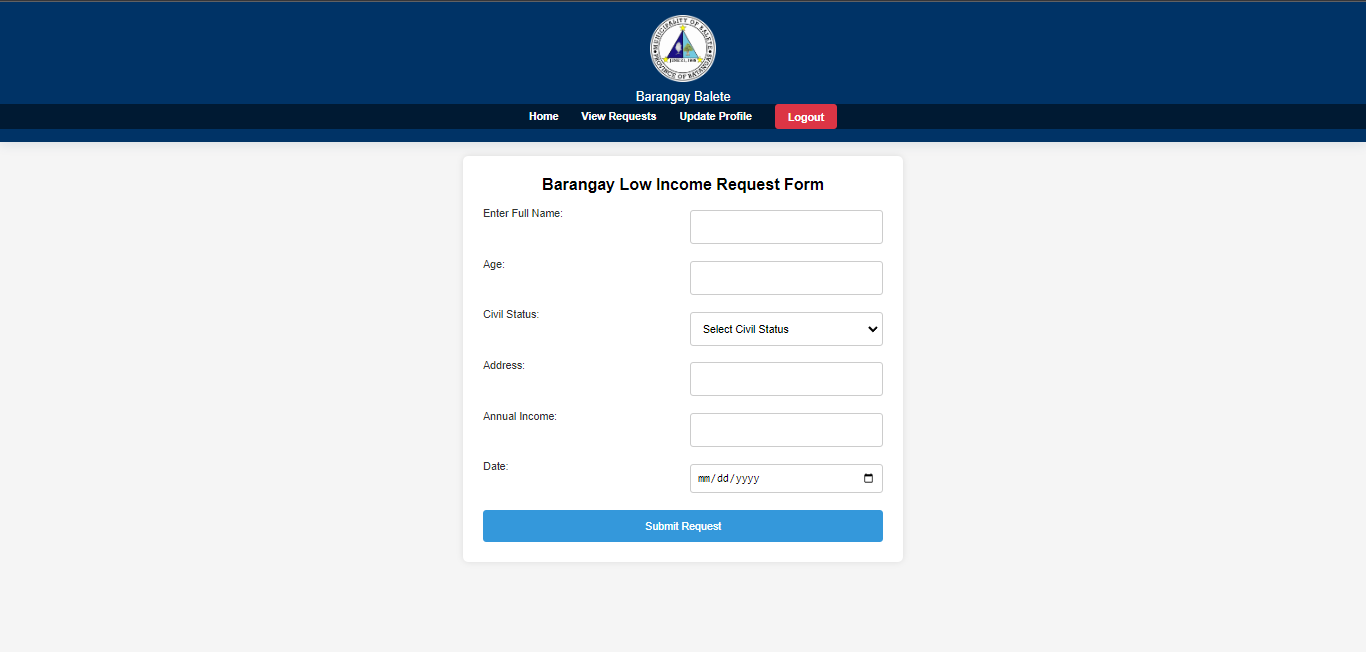 MUNICIPALITY OF BALETE
PROVINCE OF BATANGAS
Barangay Balete
Home View Requests Update Profile Logout
Barangay Low Income Request Form
Enter Full Name:
Age:
Civil Status: Select Civil Status
Address:
Annual Income:
Date: mm/dd/yyyy
Submit Request